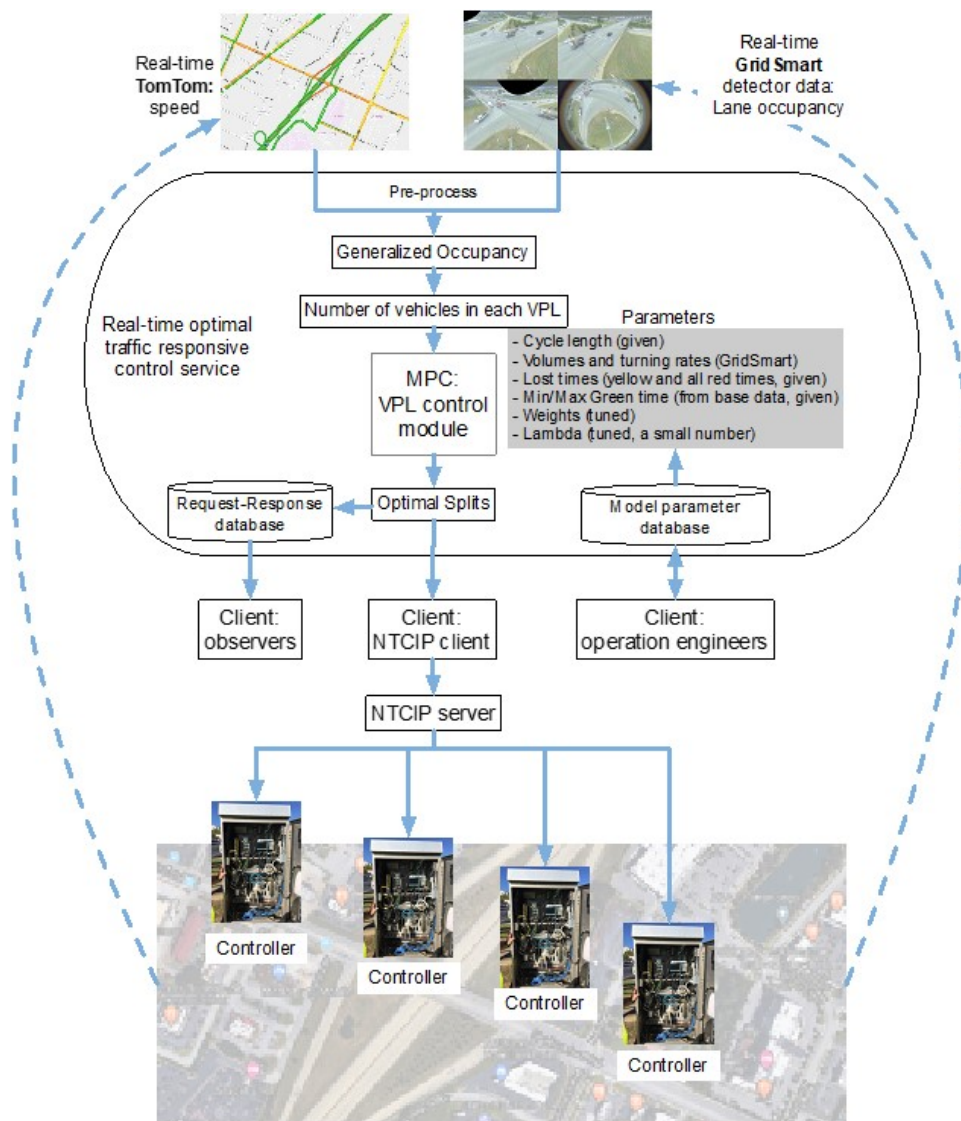 Real-time
TomTom:
speed
Real-time
Grid Smart
detector data:
Lane occupancy
Pre-process
Generalized Occupancy
Number of vehicles in each VPL
Real-time optimal
traffic responsive
control service
Parameters
- Cycle length (given)
- Volumes and turning rates (GridSmart)
- Lost times (yellow and all red times, given)
- Min/Max Green time (from base data, given)
- Weights (tuned)
- Lambda (tuned, a small number)
MPC:
VPL control
module
Optimal Splits
Request-Response
database
Model parameter
database
Client:
observers
Client:
NTCIP client
Client:
operation engineers
NTCIP server
Controller
Controller
Controller
Controller